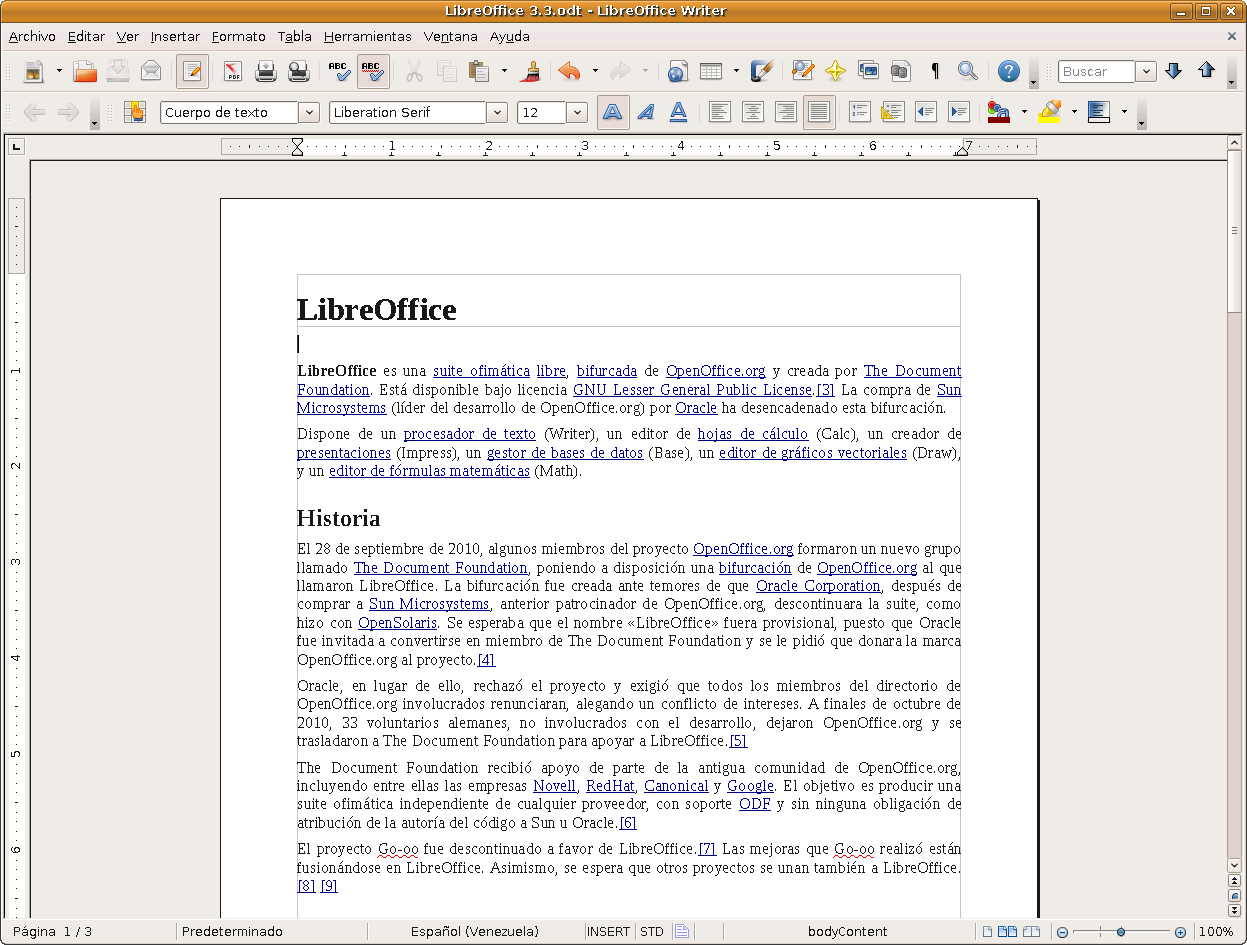 LibreOffice 3.3.odt - LibreOffice Writer
Archivo Editar Ver Insertar Formato Tabla Herramientas Ventana Ayuda
PDF ABC ABC Buscar
Cuerpo de texto Liberation Serif 12
1 2 3 4 5 6 7
LibreOffice
LibreOffice es una suite ofimática libre, bifurcada de OpenOffice.org y creada por The Document
Foundation. Está disponible bajo licencia GNU Lesser General Public License.[3] La compra de Sun
Microsystems (líder del desarrollo de OpenOffice.org) por Oracle ha desencadenado esta bifurcación.
Dispone de un procesador de texto (Writer), un editor de hojas de cálculo (Calc), un creador de
presentaciones (Impress), un gestor de bases de datos (Base), un editor de gráficos vectoriales (Draw),
y un editor de fórmulas matemáticas (Math).
Historia
El 28 de septiembre de 2010, algunos miembros del proyecto OpenOffice.org formaron un nuevo grupo
llamado The Document Foundation, poniendo a disposición una bifurcación de OpenOffice.org al que
llamaron LibreOffice. La bifurcación fue creada ante temores de que Oracle Corporation, después de
comprar a Sun Microsystems, anterior patrocinador de OpenOffice.org, descontinuara la suite, como
hizo con OpenSolaris. Se esperaba que el nombre «LibreOffice» fuera provisional, puesto que Oracle
fue invitada a convertirse en miembro de The Document Foundation y se le pidió que donara la marca
OpenOffice.org al proyecto.[4]
Oracle, en lugar de ello, rechazó el proyecto y exigió que todos los miembros del directorio de
OpenOffice.org involucrados renunciaran, alegando un conflicto de intereses. A finales de octubre de
2010, 33 voluntarios alemanes, no involucrados con el desarrollo, dejaron OpenOffice.org y se
trasladaron a The Document Foundation para apoyar a LibreOffice.[5]
The Document Foundation recibió apoyo de parte de la antigua comunidad de OpenOffice.org,
incluyendo entre ellas las empresas Novell, RedHat, Canonical y Google. El objetivo es producir una
suite ofimática independiente de cualquier proveedor, con soporte ODF y sin ninguna obligación de
atribución de la autoría del código a Sun u Oracle.[6]
El proyecto Go-oo fue descontinuado a favor de LibreOffice.[7] Las mejoras que Go-oo realizó están
fusionándose en LibreOffice. Asimismo, se espera que otros proyectos se unan también a LibreOffice.
[8] [9]
1
2
3
4
5
6
Página 1 / 3 Predeterminado Español (Venezuela) INSERT STD bodyContent 100%